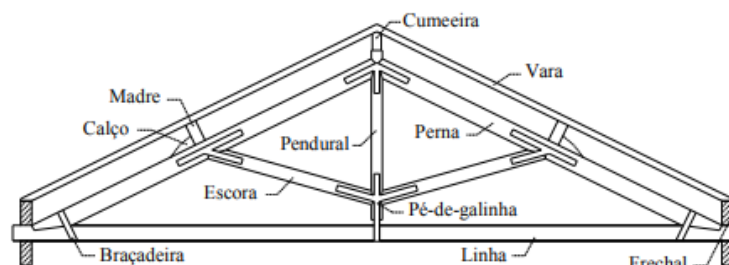 Cumeeira
Vara
Madre
Calço
Pendural
Perna
Escora
Pé-de-galinha
Braçadeira
Linha
Frechal